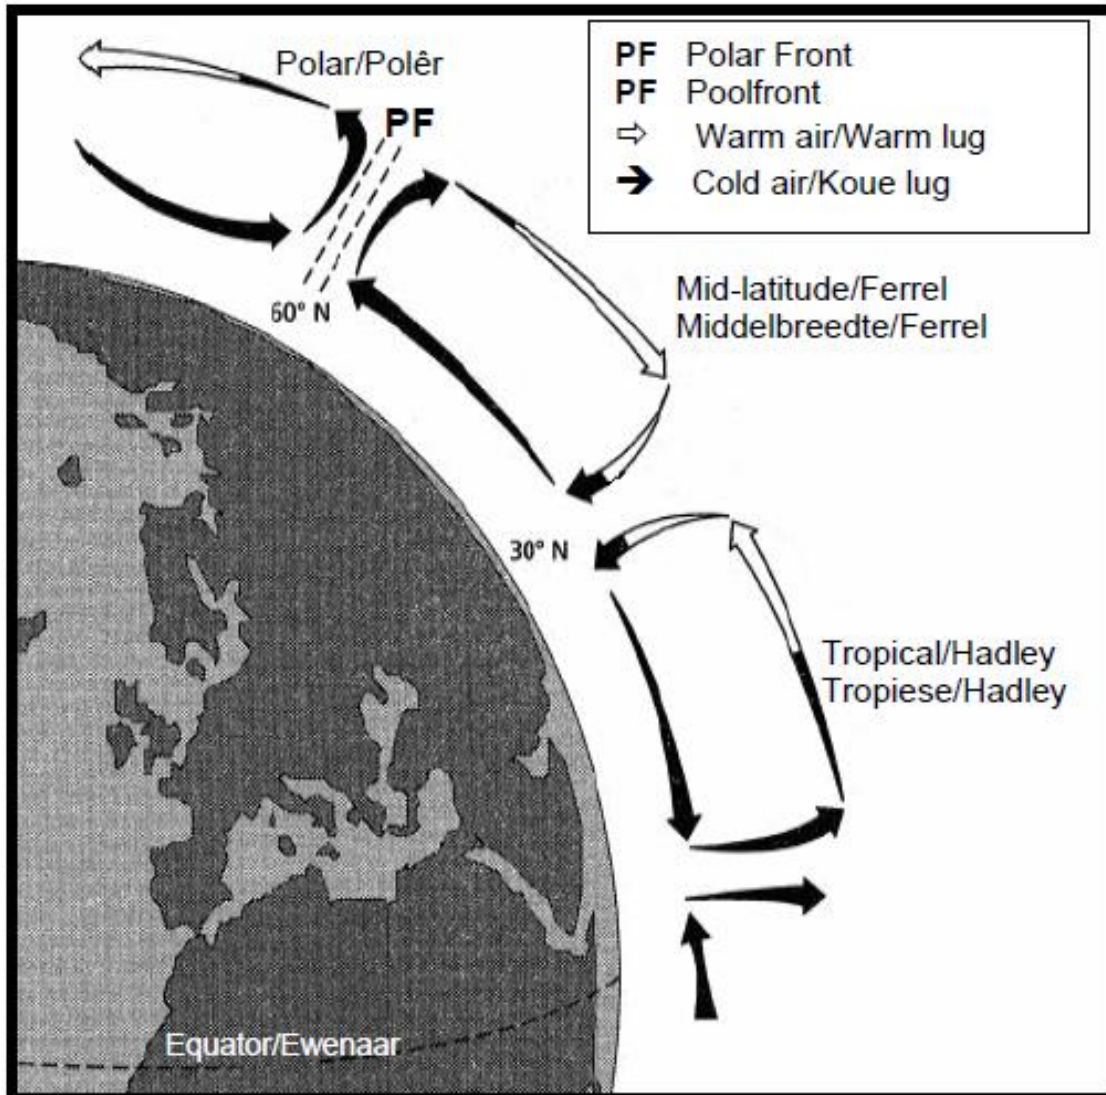 Polar/Polêr
PF
PF Polar Front
PF Poolfront
⇨ Warm air/Warm lug
➔ Cold air/Koue lug
60° N
Mid-latitude/Ferrel
Middelbreedte/Ferrel
30° N
Tropical/Hadley
Tropiese/Hadley
Equator/Ewenaar